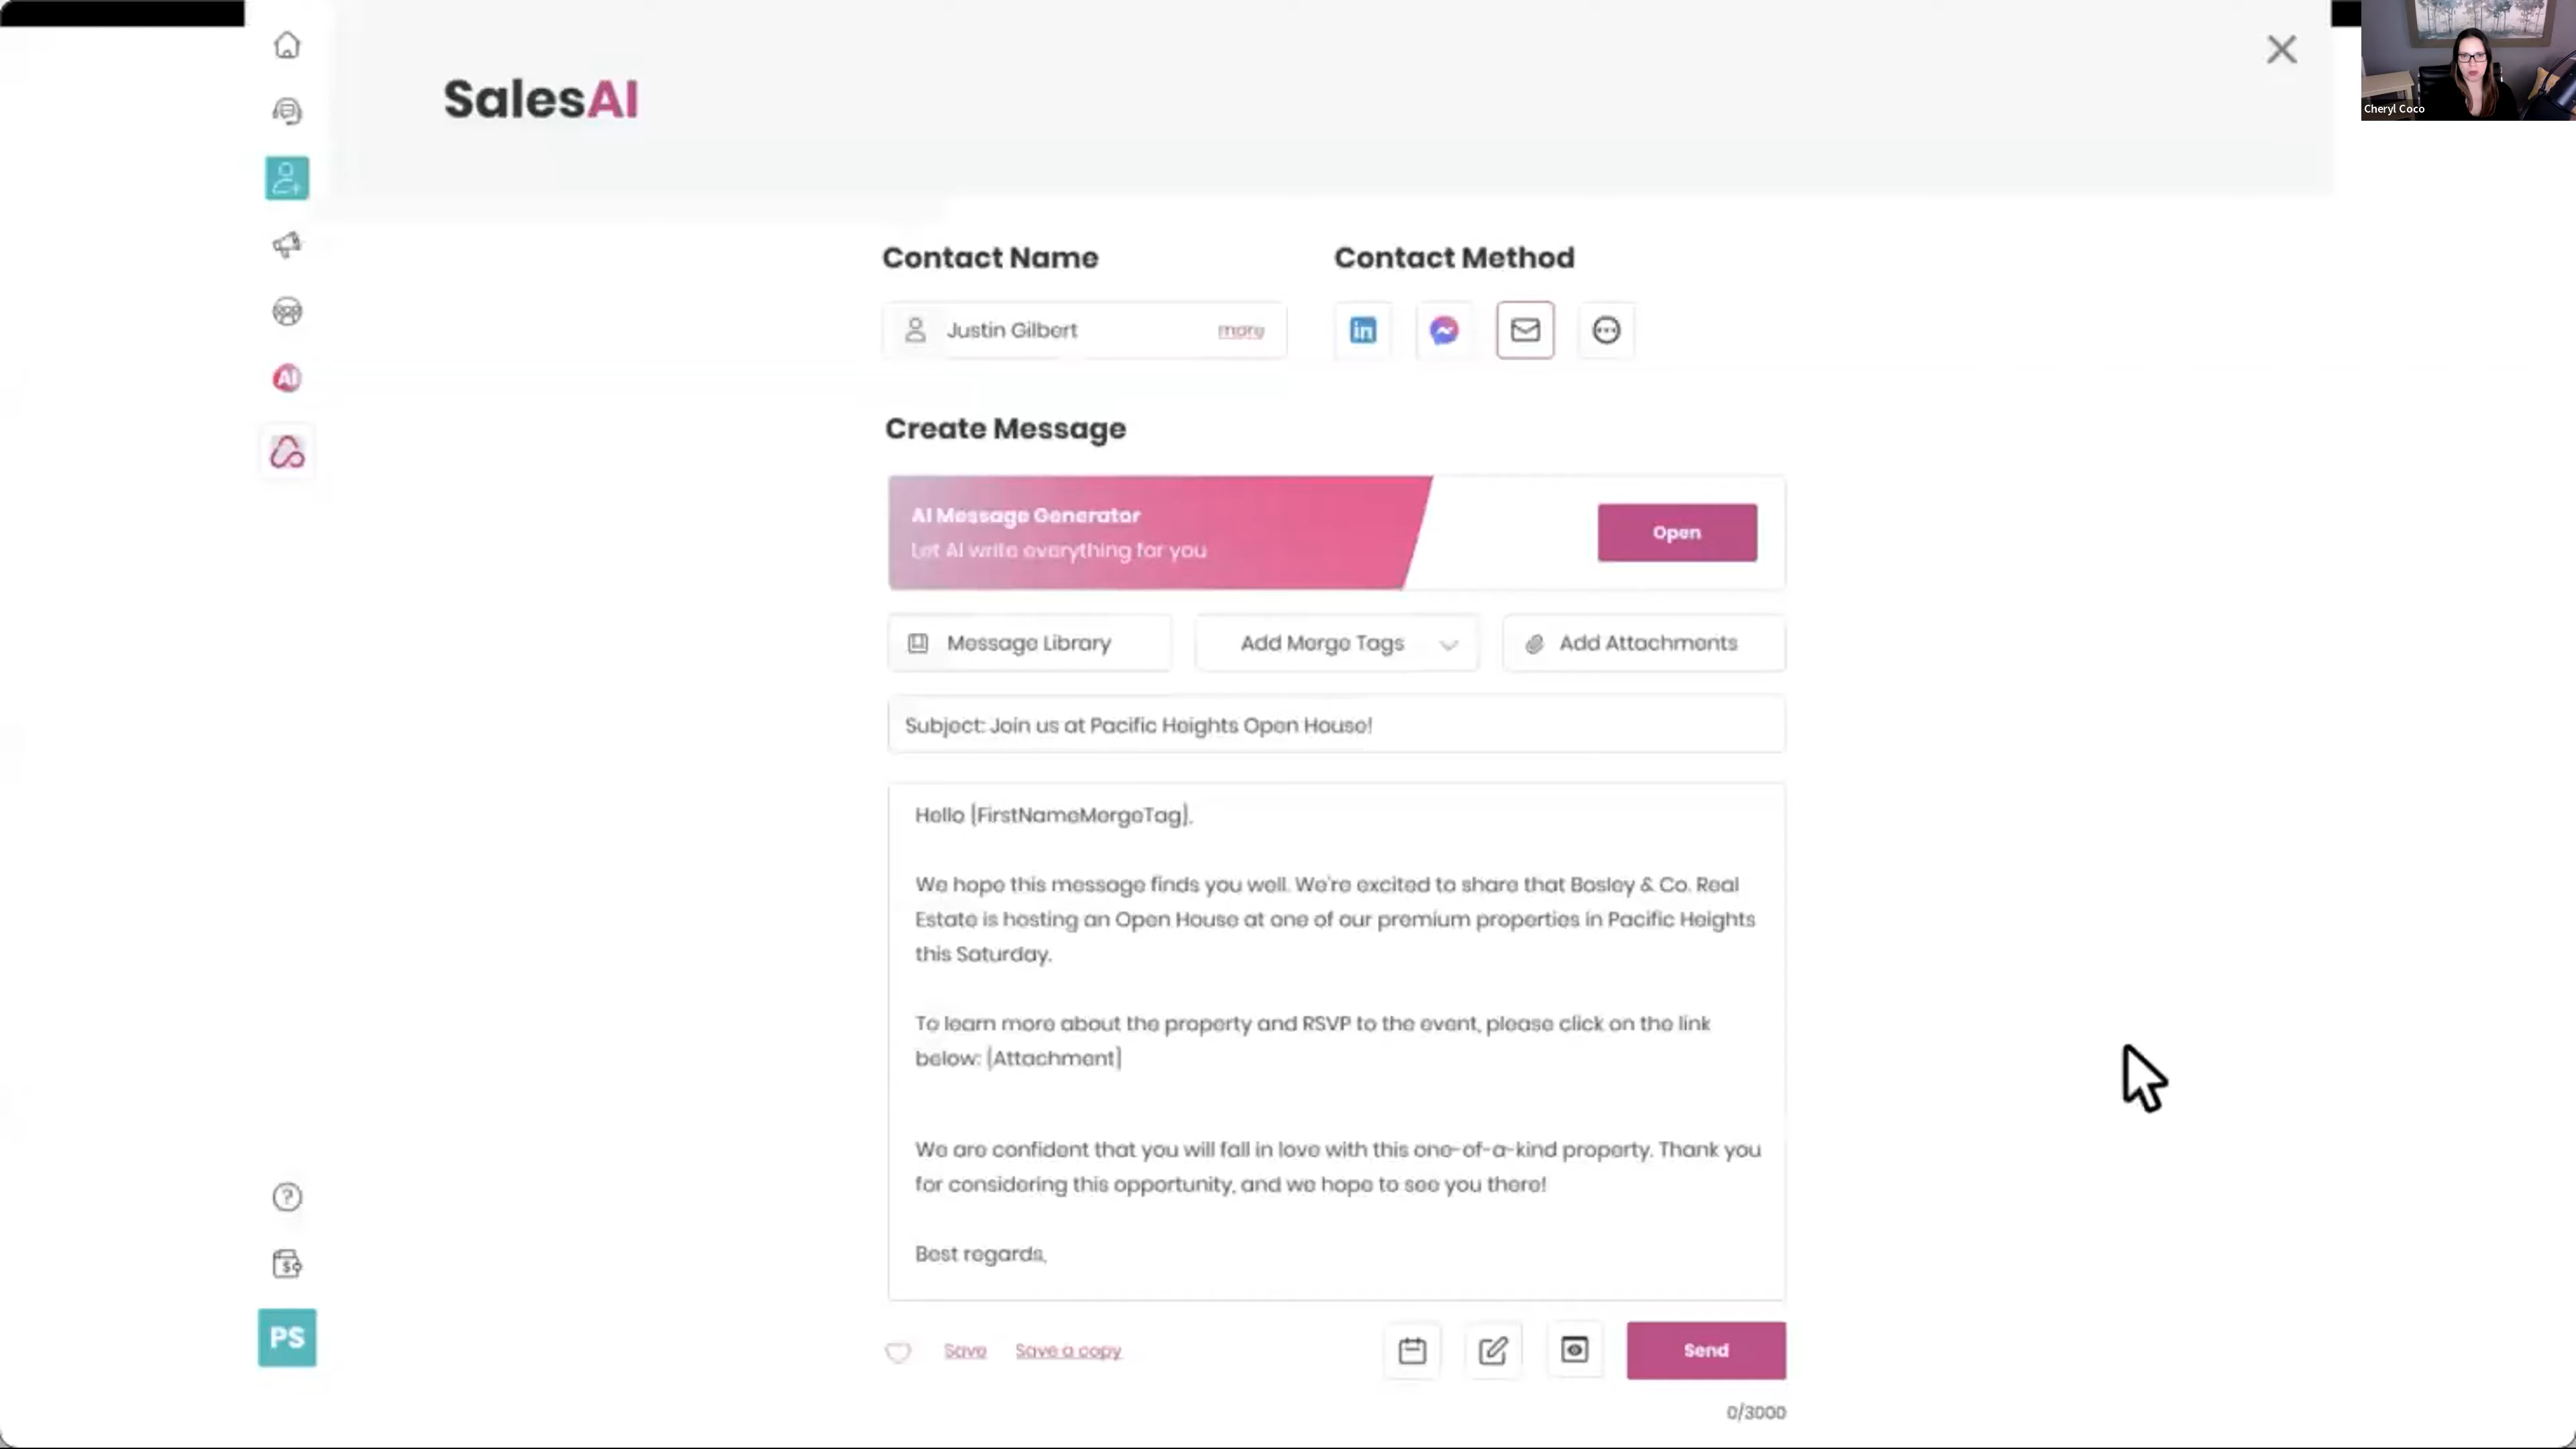 SalesAI
Cheryl Coco
Contact Name
Contact Method
Justin Gilbert
more
in
AI
Create Message
AI Message Generator
Let AI write everything for you
Open
Message Library
Add Merge Tags
Add Attachments
Subject: Join us at Pacific Heights Open House!
Hello [FirstNameMergeTag],
We hope this message finds you well. We're excited to share that Bosley & Co. Real
Estate is hosting an Open House at one of our premium properties in Pacific Heights
this Saturday.
To learn more about the property and RSVP to the event, please click on the link
below: [Attachment]
We are confident that you will fall in love with this one-of-a-kind property. Thank you
for considering this opportunity, and we hope to see you there!
Best regards,
PS
Save
Save a copy
Send
0/3000